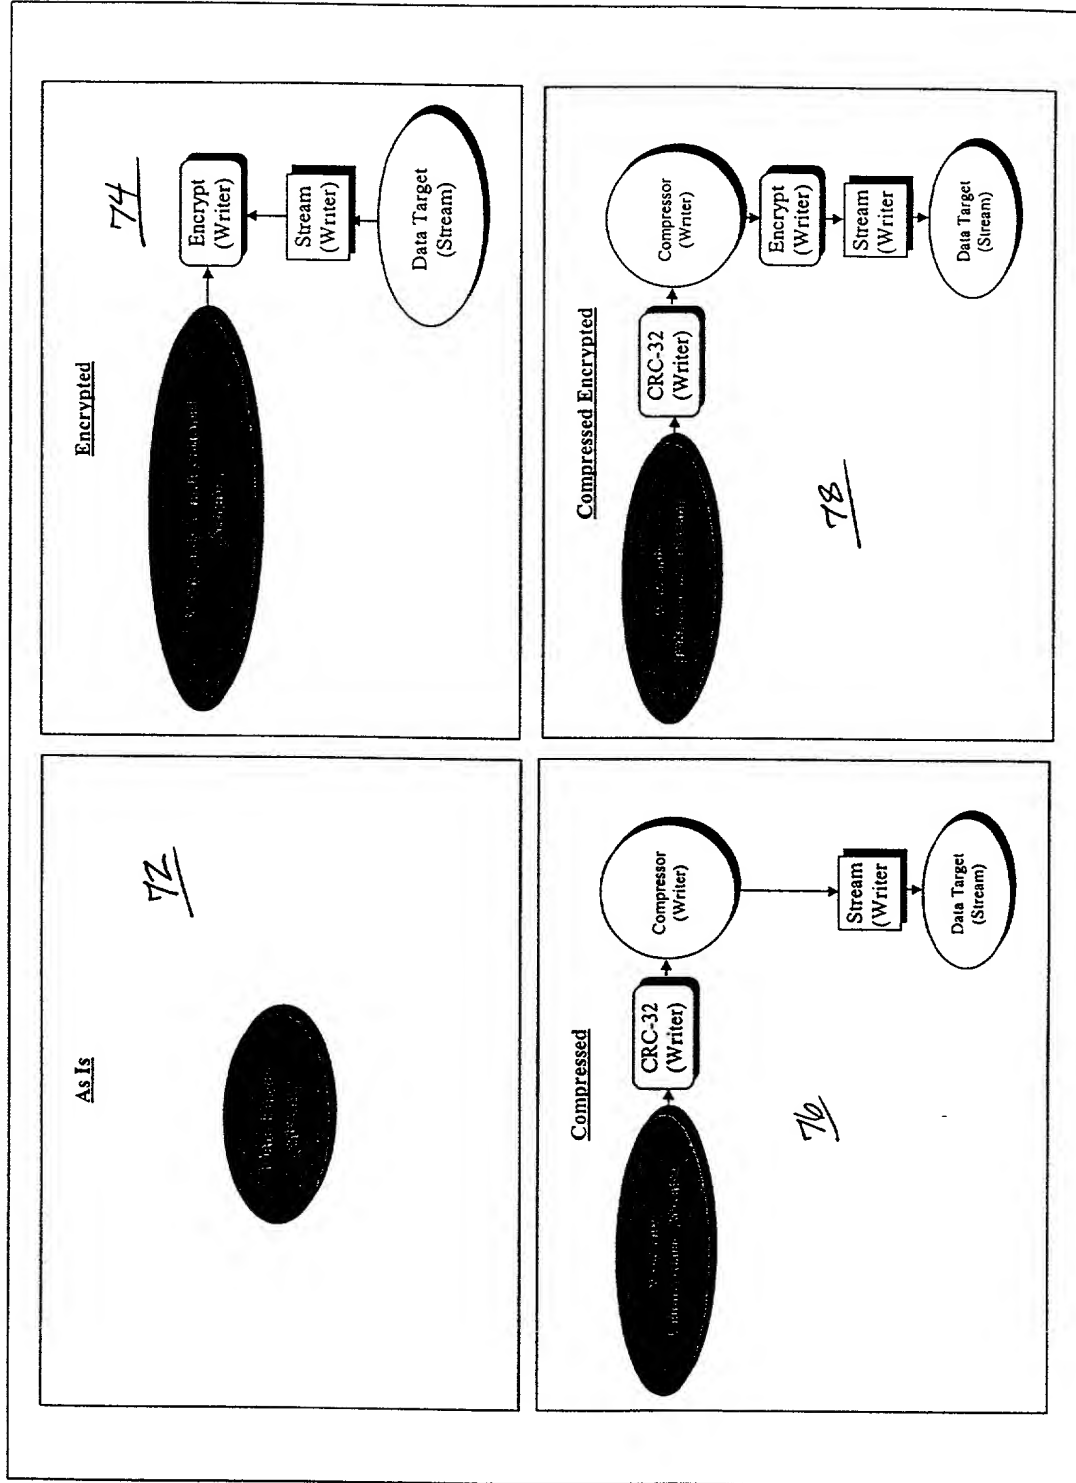 As Is
72
Encrypted
74
Encrypt
(Writer)
Stream
(Writer)
Data Target
(Stream)
Compressed
76
CRC-32
(Writer)
Compressor
(Writer)
Stream
(Writer
Data Target
(Stream)
Compressed Encrypted
78
CRC-32
(Writer)
Compressor
(Writer)
Encrypt
(Writer)
Stream
(Writer
Data Target
(Stream)